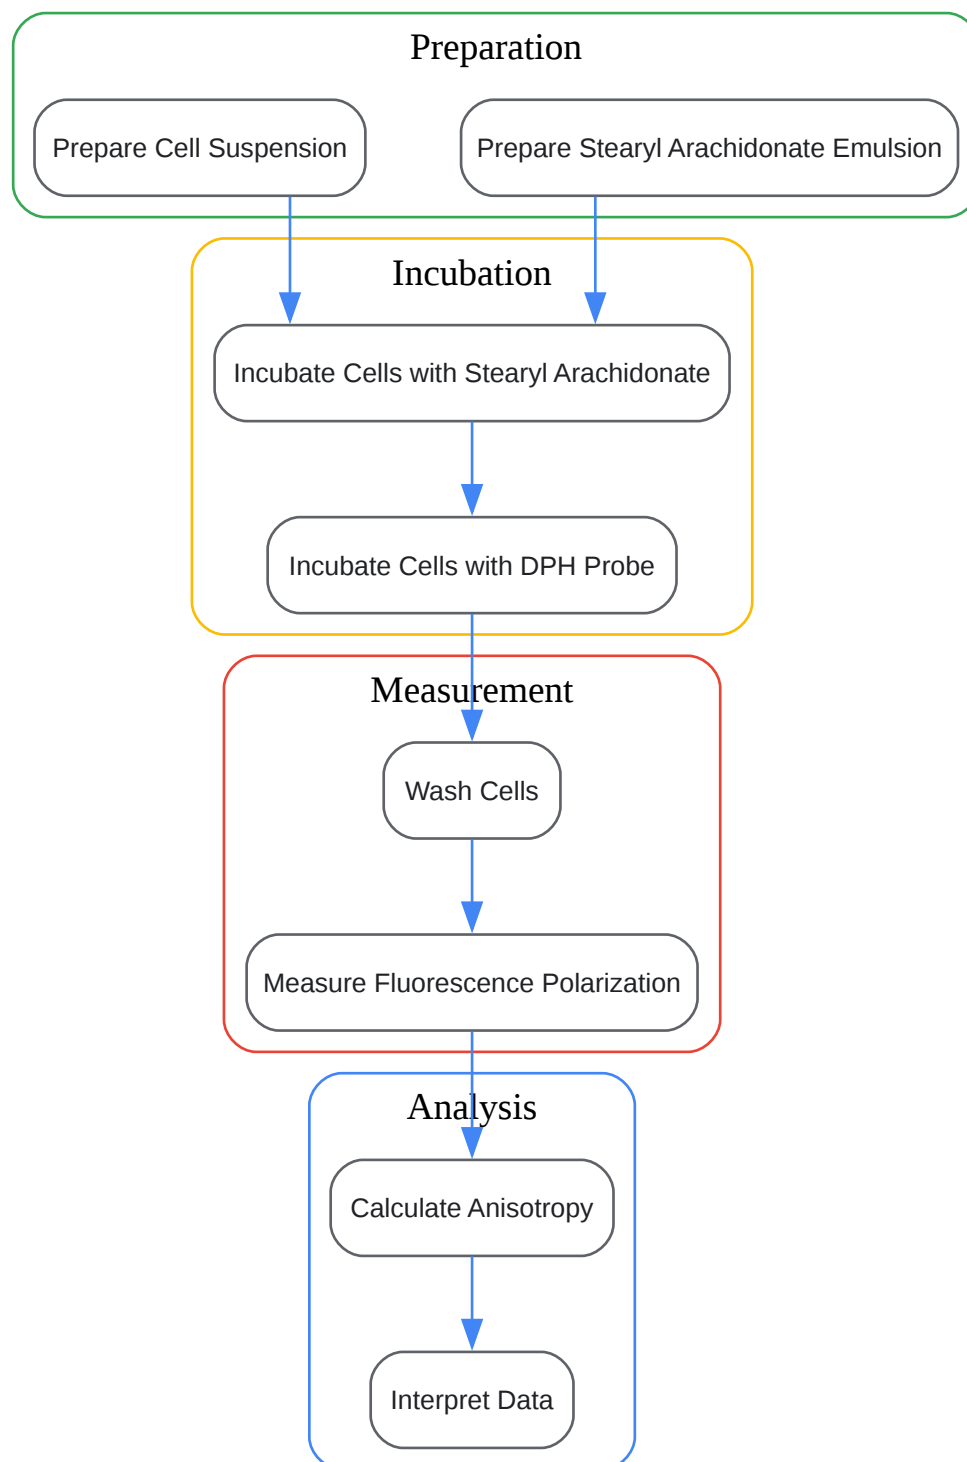 Preparation
Prepare Cell Suspension
Prepare Stearyl Arachidonate Emulsion
Incubation
Incubate Cells with Stearyl Arachidonate
Incubate Cells with DPH Probe
Measurement
Wash Cells
Measure Fluorescence Polarization
Analysis
Calculate Anisotropy
Interpret Data